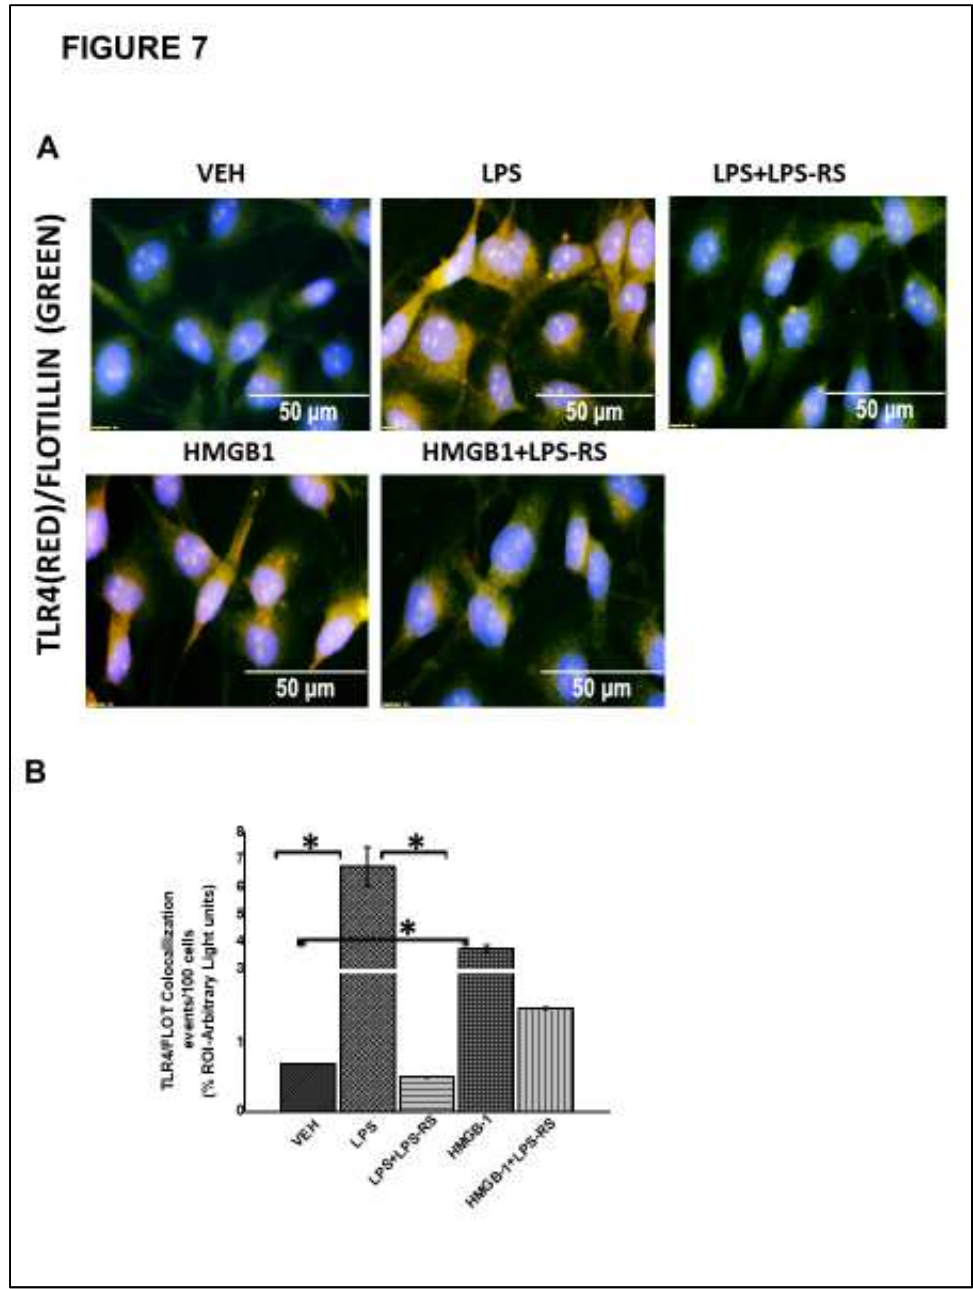 FIGURE 7
A
VEH
LPS
LPS+LPS-RS
TLR4(RED)/FLOTILLIN (GREEN)
50 µm
50 µm
50 µm
HMGB1
HMGB1+LPS-RS
50 µm
50 µm
B
TLR4/FLOT Colocallization
events/100 cells
(% ROI-Arbitrary Light units)
8
7
6
5
4
3
1
0
*
*
*
VEH
LPS
LPS+LPS-RS
HMGB-1
HMGB-1+LPS-RS